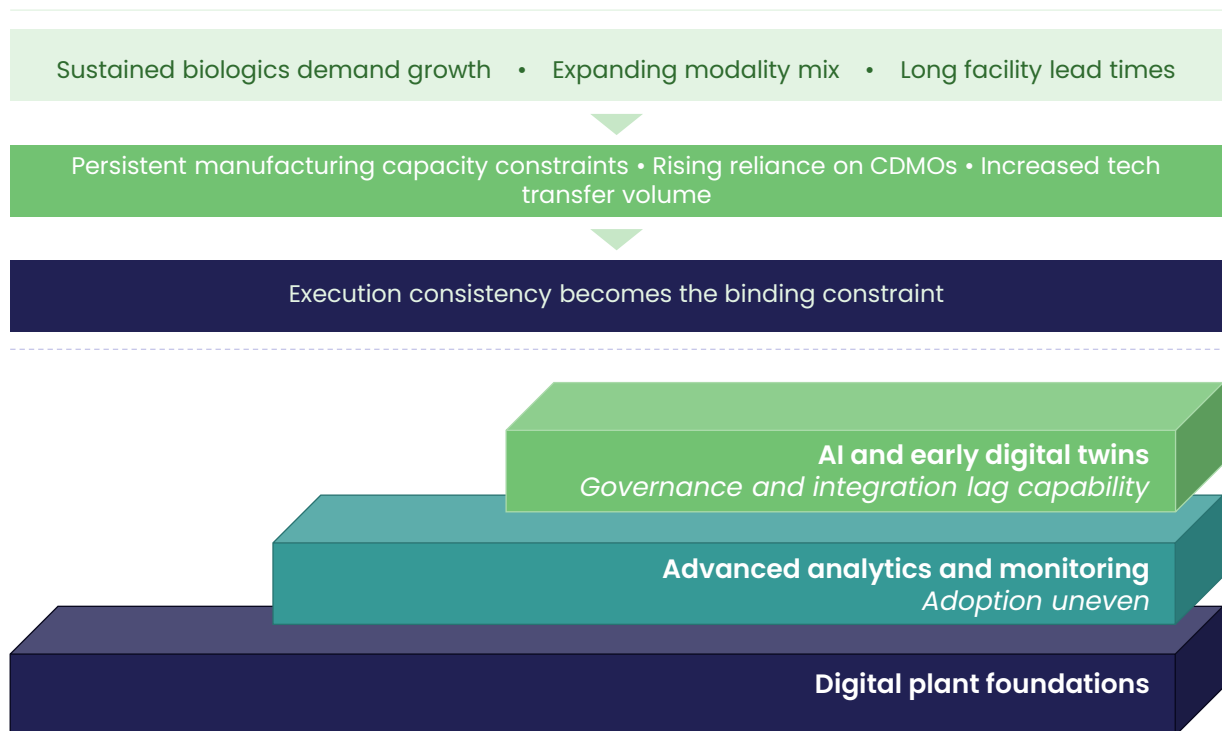 Sustained biologics demand growth • Expanding modality mix • Long facility lead times
Persistent manufacturing capacity constraints • Rising reliance on CDMOs • Increased tech
transfer volume
Execution consistency becomes the binding constraint
AI and early digital twins
Governance and integration lag capability
Advanced analytics and monitoring
Adoption uneven
Digital plant foundations